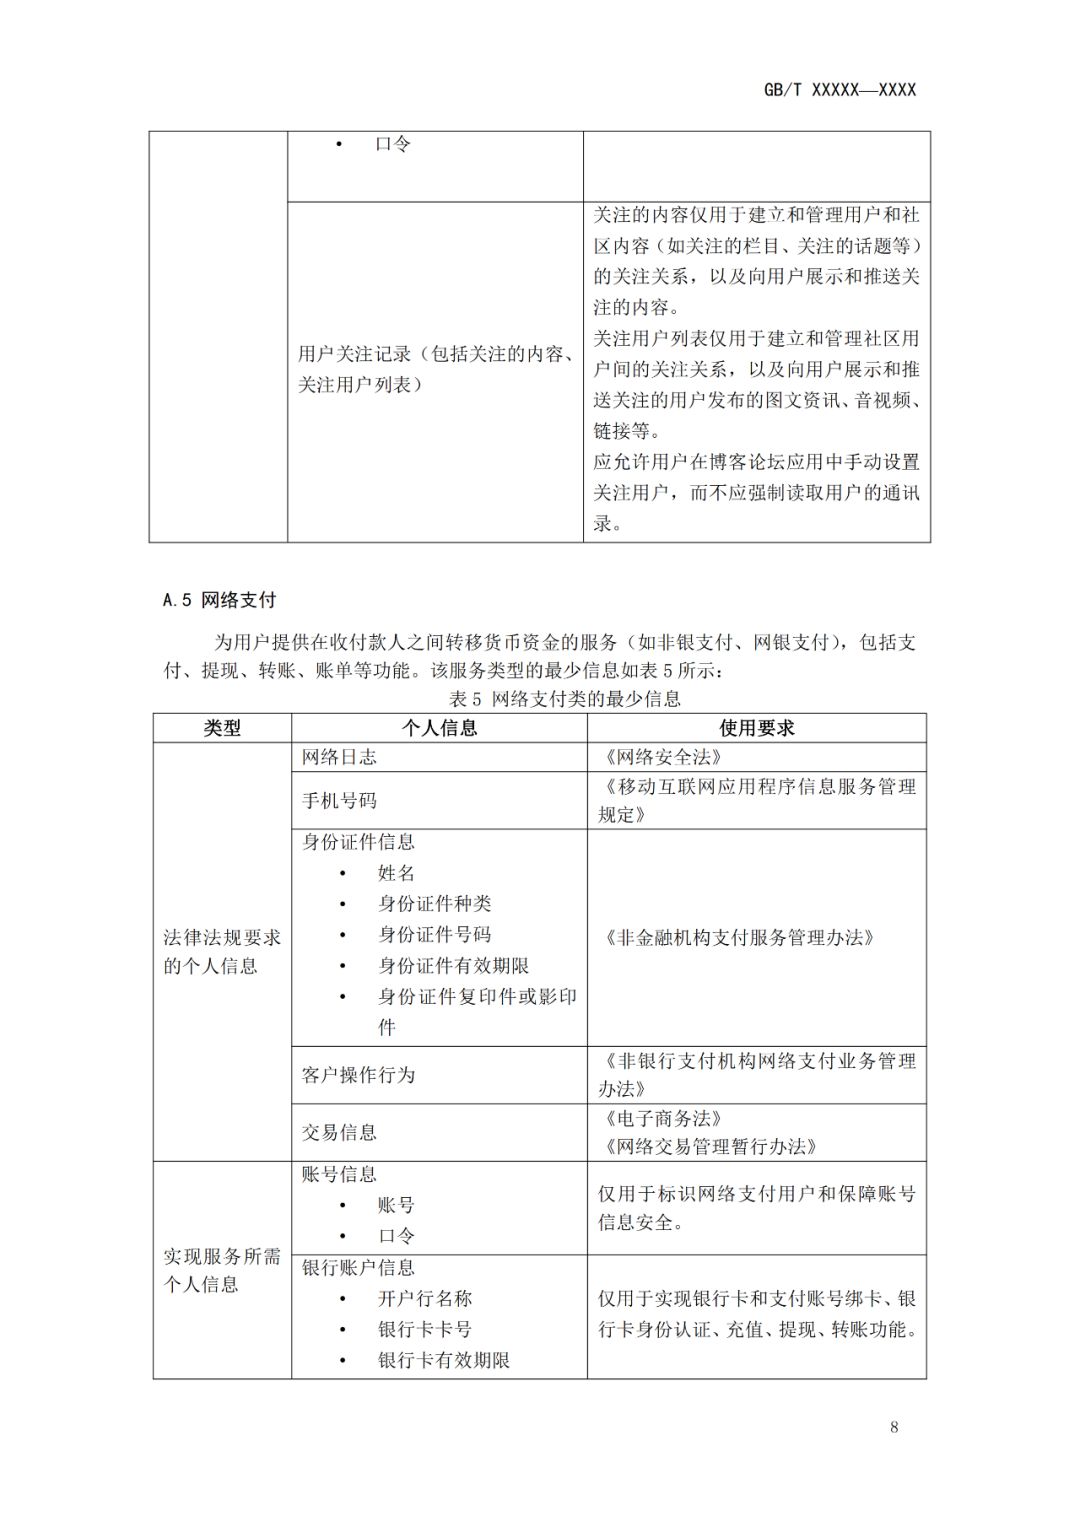 GB/T XXXXX—XXXX
• 口令
用户关注记录（包括关注的内容、
关注用户列表）
关注的内容仅用于建立和管理用户和社
区内容（如关注的栏目、关注的话题等）
的关注关系，以及向用户展示和推送关
注的内容。
关注用户列表仅用于建立和管理社区用
户间的关注关系，以及向用户展示和推
送关注的用户发布的图文资讯、音视频、
链接等。
应允许用户在博客论坛应用中手动设置
关注用户，而不应强制读取用户的通讯
录。
A.5 网络支付
为用户提供在收付款人之间转移货币资金的服务（如非银支付、网银支付），包括支
付、提现、转账、账单等功能。该服务类型的最少信息如表 5 所示：
表 5 网络支付类的最少信息
类型 个人信息 使用要求
法律法规要求
的个人信息
网络日志
《网络安全法》
手机号码
《移动互联网应用程序信息服务管理
规定》
身份证件信息
• 姓名
• 身份证件种类
• 身份证件号码
• 身份证件有效期限
• 身份证件复印件或影印
件
《非金融机构支付服务管理办法》
客户操作行为
《非银行支付机构网络支付业务管理
办法》
交易信息
《电子商务法》
《网络交易管理暂行办法》
实现服务所需
个人信息
账号信息
• 账号
• 口令
仅用于标识网络支付用户和保障账号
信息安全。
银行账户信息
• 开户行名称
• 银行卡卡号
• 银行卡有效期限
仅用于实现银行卡和支付账号绑卡、银
行卡身份认证、充值、提现、转账功能。
8